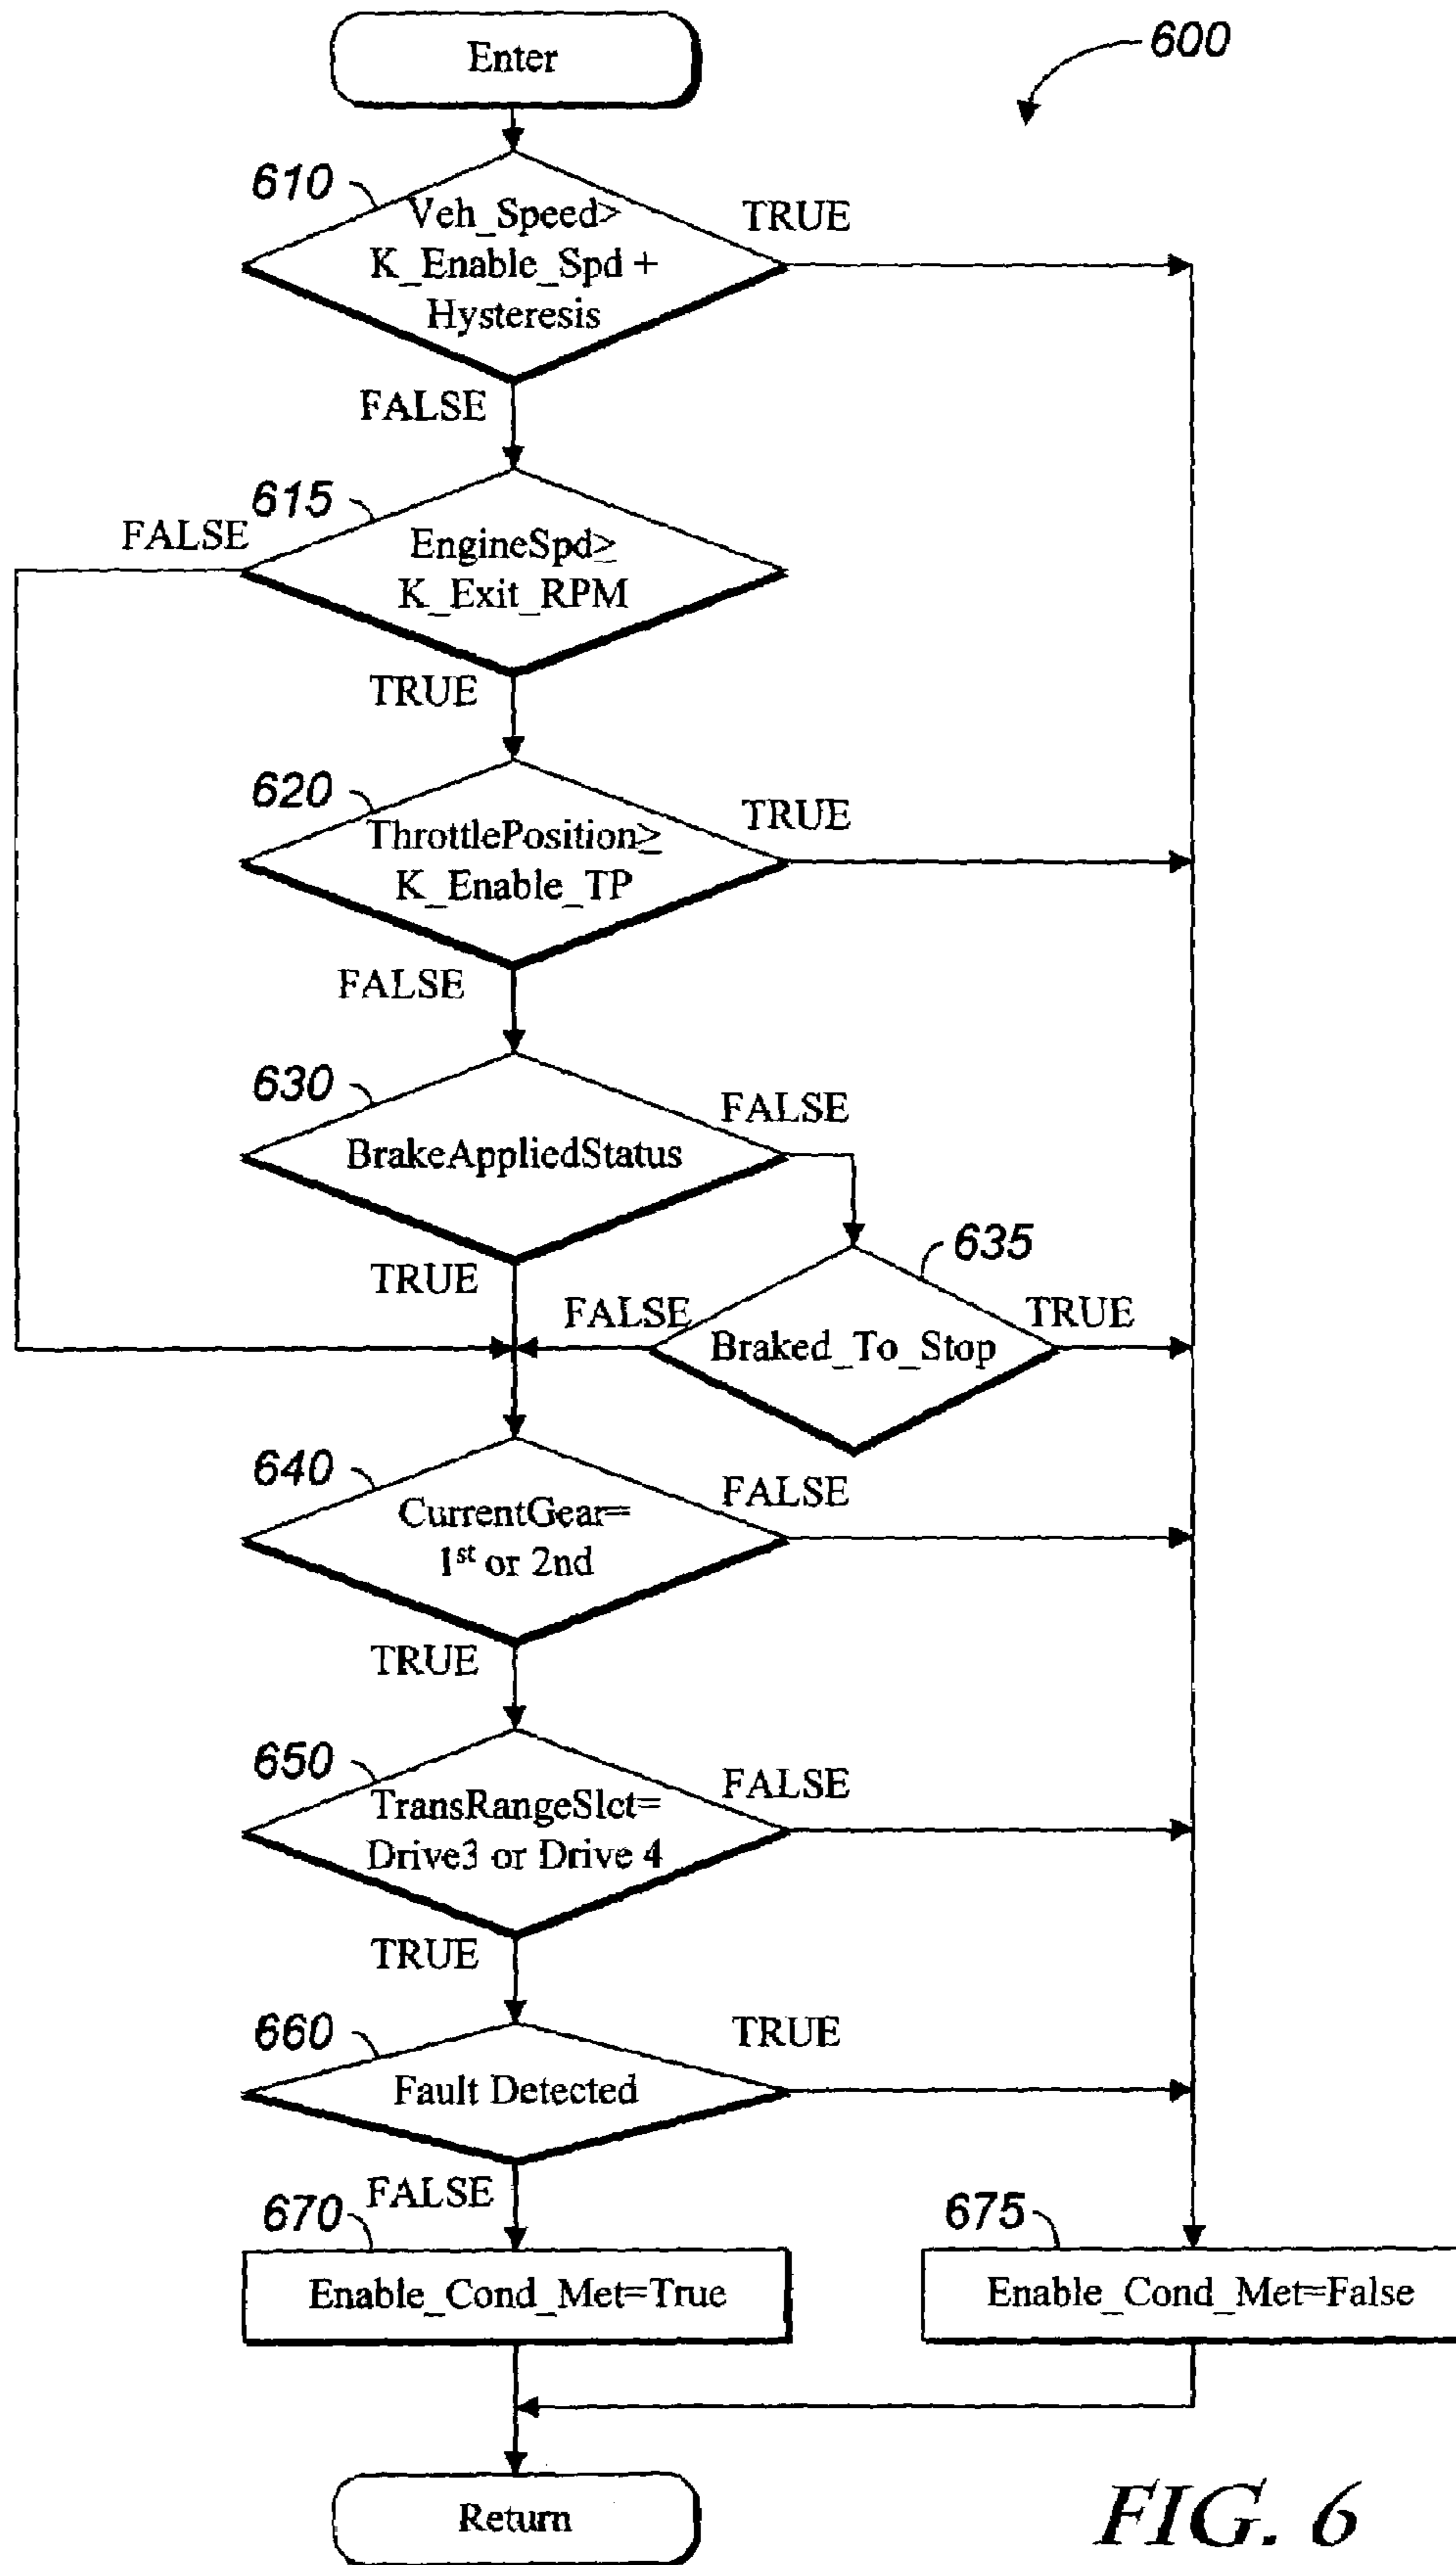 Enter
600
610
Veh_Speed>
K_Enable_Spd +
Hysteresis
TRUE
FALSE
615
FALSE
EngineSpd≥
K_Exit_RPM
TRUE
620
ThrottlePosition≥
K_Enable_TP
TRUE
FALSE
630
BrakeAppliedStatus
FALSE
TRUE
635
FALSE
Braked_To_Stop
TRUE
640
CurrentGear=
1st or 2nd
FALSE
TRUE
650
TransRangeSlct=
Drive3 or Drive 4
FALSE
TRUE
660
Fault Detected
TRUE
FALSE
670
Enable_Cond_Met=True
675
Enable_Cond_Met=False
Return
FIG. 6